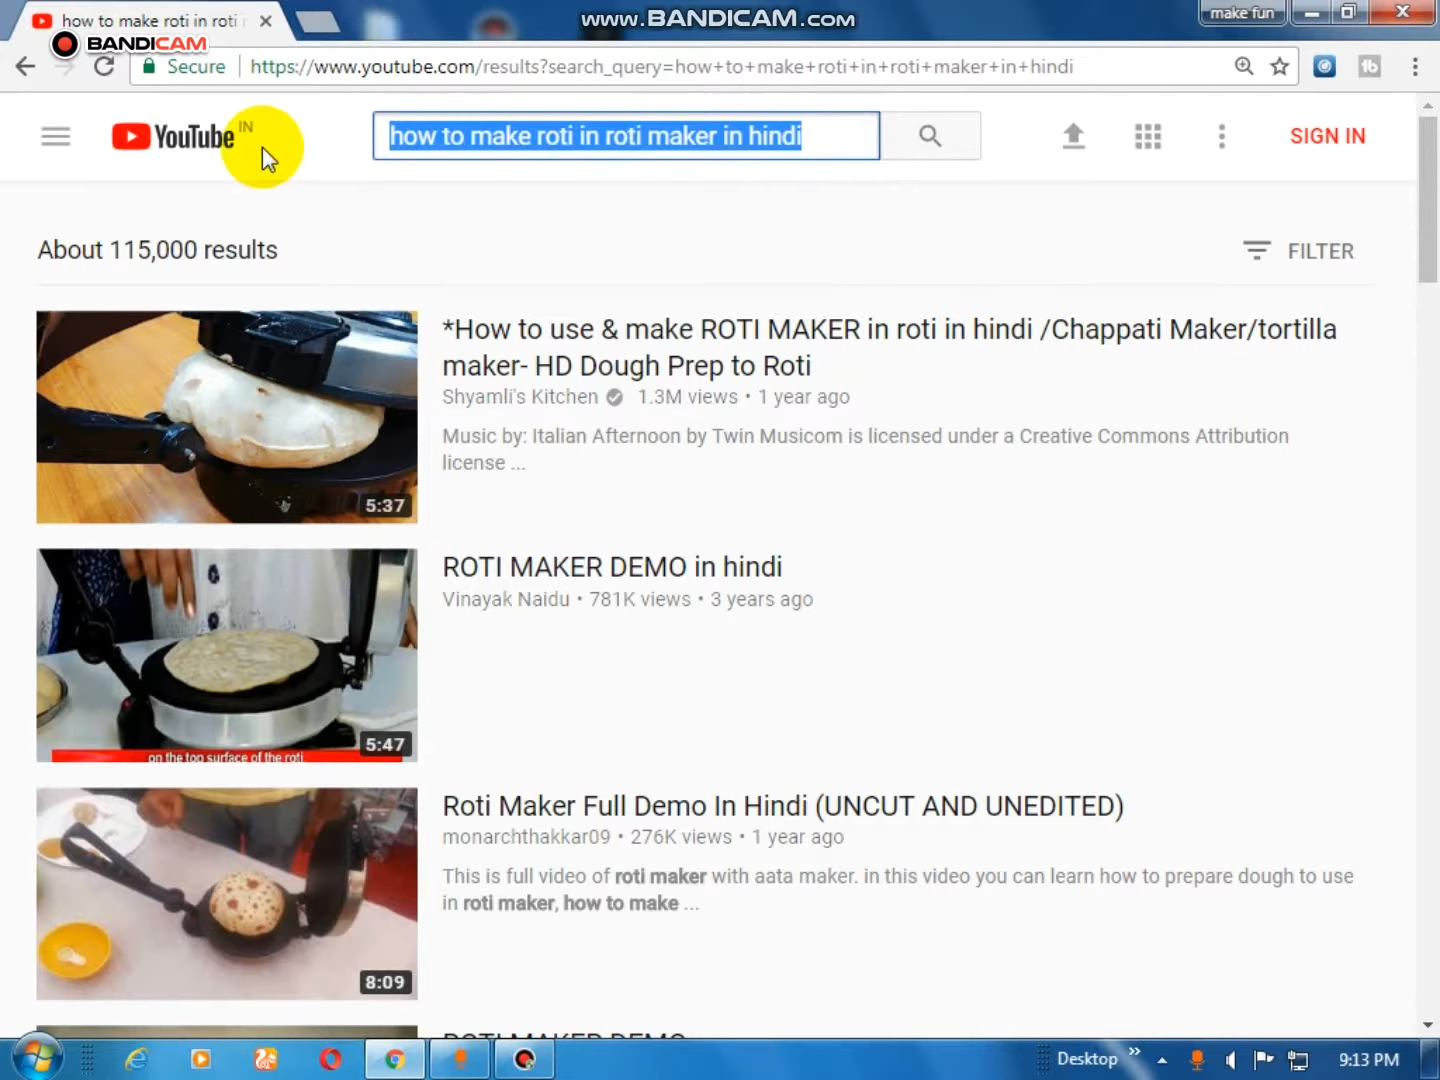 www.BANDICAM.com
how to make roti in roti
make fun
BANDICAM
Secure
https://www.youtube.com/results?search_query=how+to+make+roti+in+roti+maker+in+hindi
YouTube IN
how to make roti in roti maker in hindi
SIGN IN
About 115,000 results
FILTER
*How to use & make ROTI MAKER in roti in hindi /Chappati Maker/tortilla
maker- HD Dough Prep to Roti
Shyamli's Kitchen 1.3M views • 1 year ago
Music by: Italian Afternoon by Twin Musicom is licensed under a Creative Commons Attribution
license ...
5:37
ROTI MAKER DEMO in hindi
Vinayak Naidu • 781K views • 3 years ago
5:47
on the top surface of the roti
Roti Maker Full Demo In Hindi (UNCUT AND UNEDITED)
monarchthakkar09 • 276K views • 1 year ago
This is full video of roti maker with aata maker. in this video you can learn how to prepare dough to use
in roti maker, how to make ...
8:09
ROTI MAKER DEMO
Desktop
9:13 PM